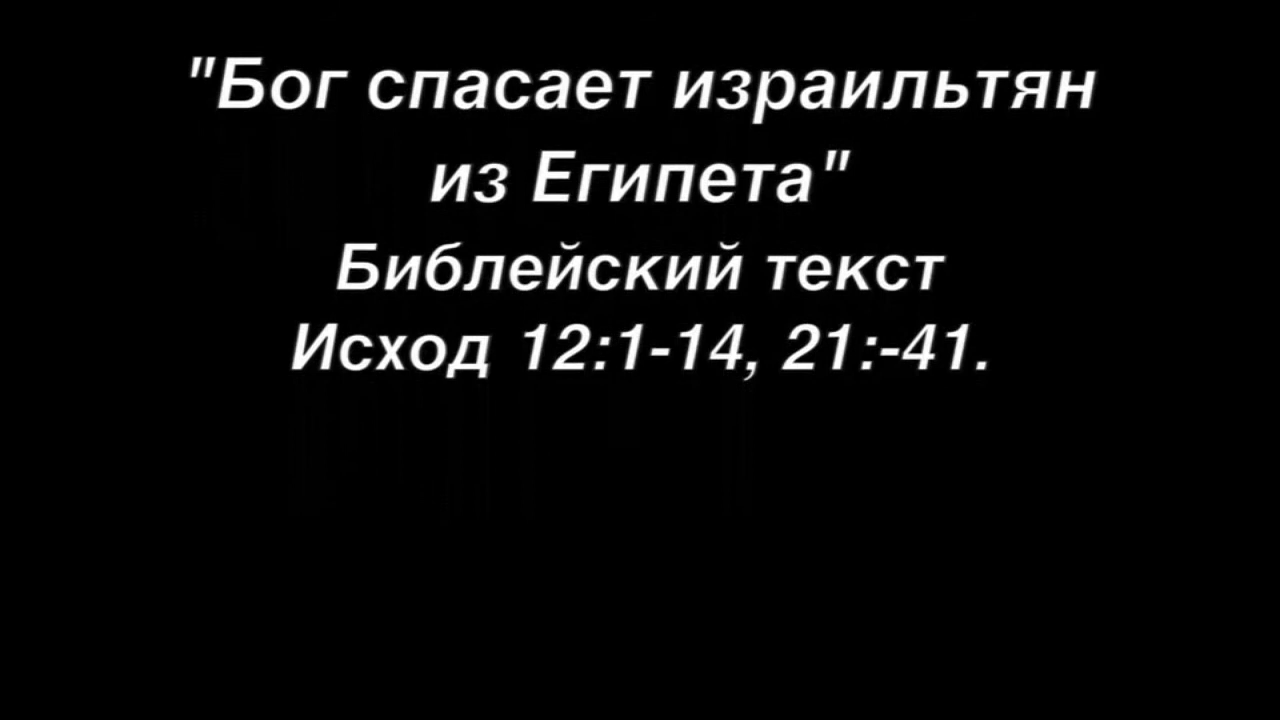 "Бог спасает израильтян
из Египета"
Библейский текст
Исход 12:1-14, 21:-41.